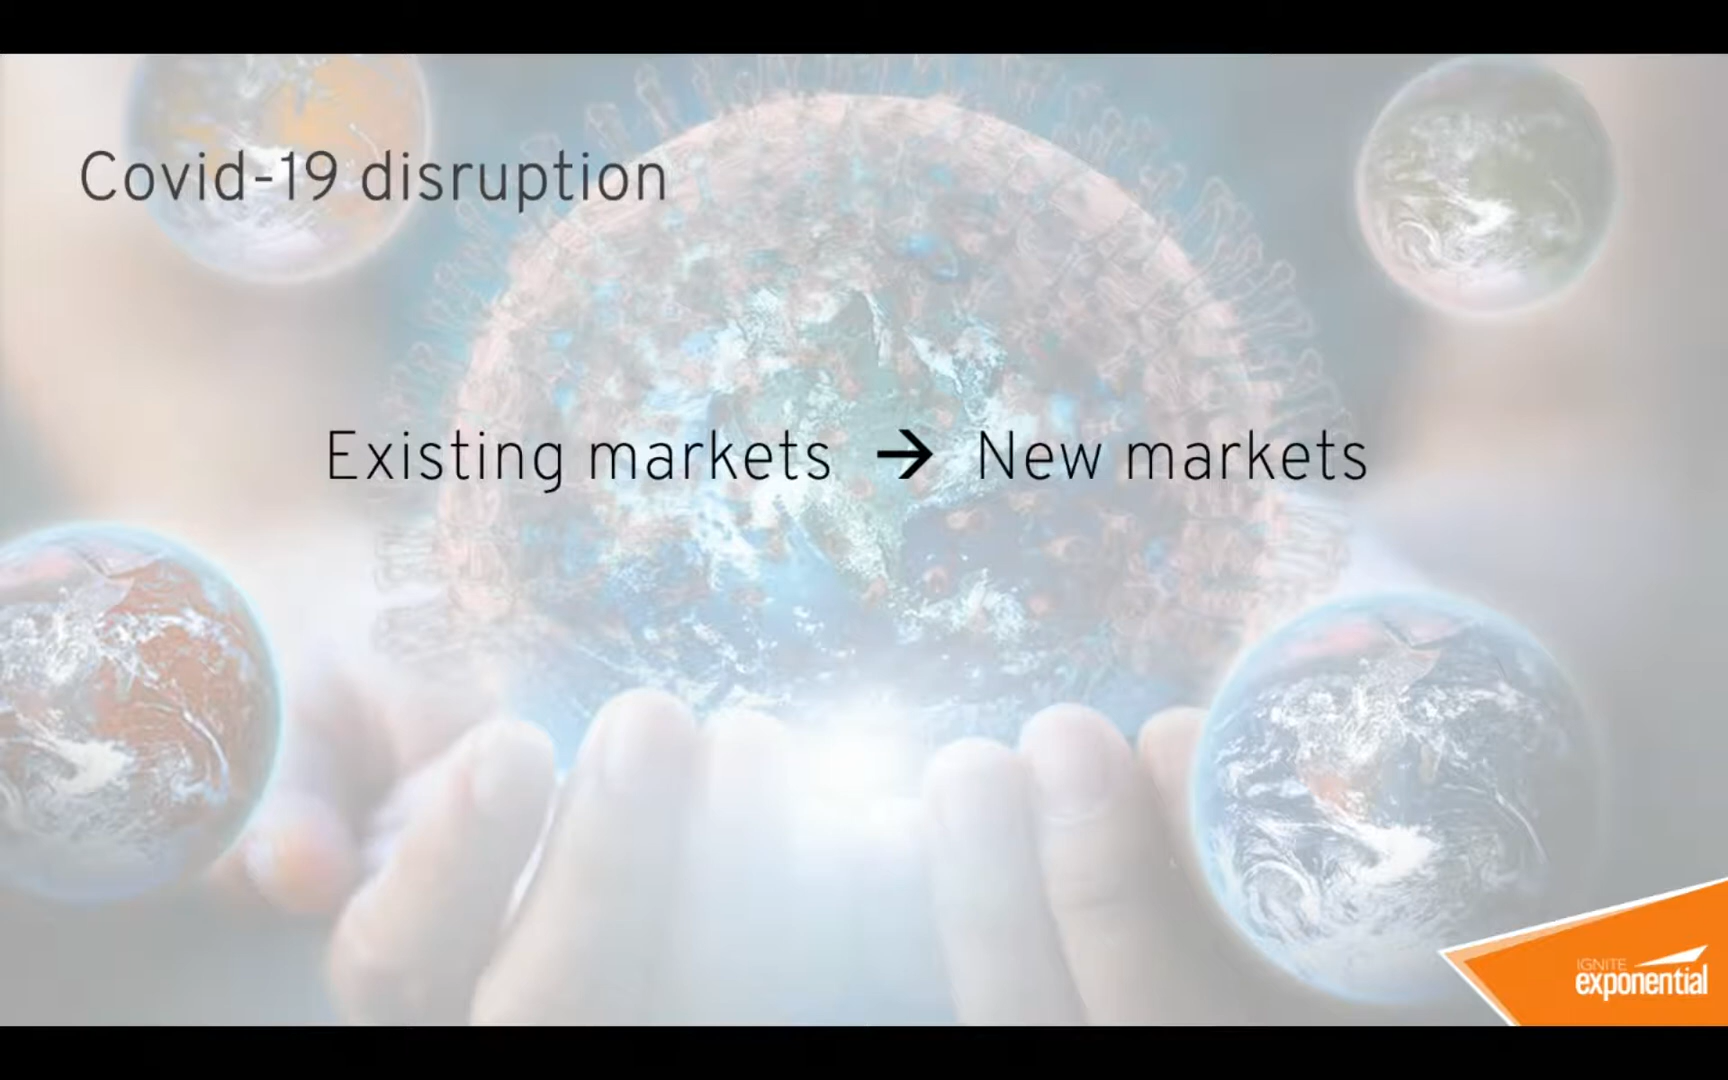 Covid-19 disruption
Existing markets → New markets
IGNITE
exponential